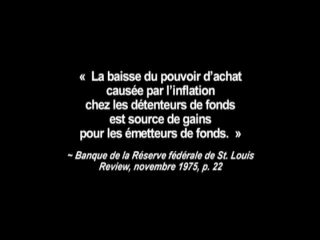 « La baisse du pouvoir d'achat
causée par l'inflation
chez les détenteurs de fonds
est source de gains
pour les émetteurs de fonds. »
~ Banque de la Réserve fédérale de St. Louis
Review, novembre 1975, p. 22